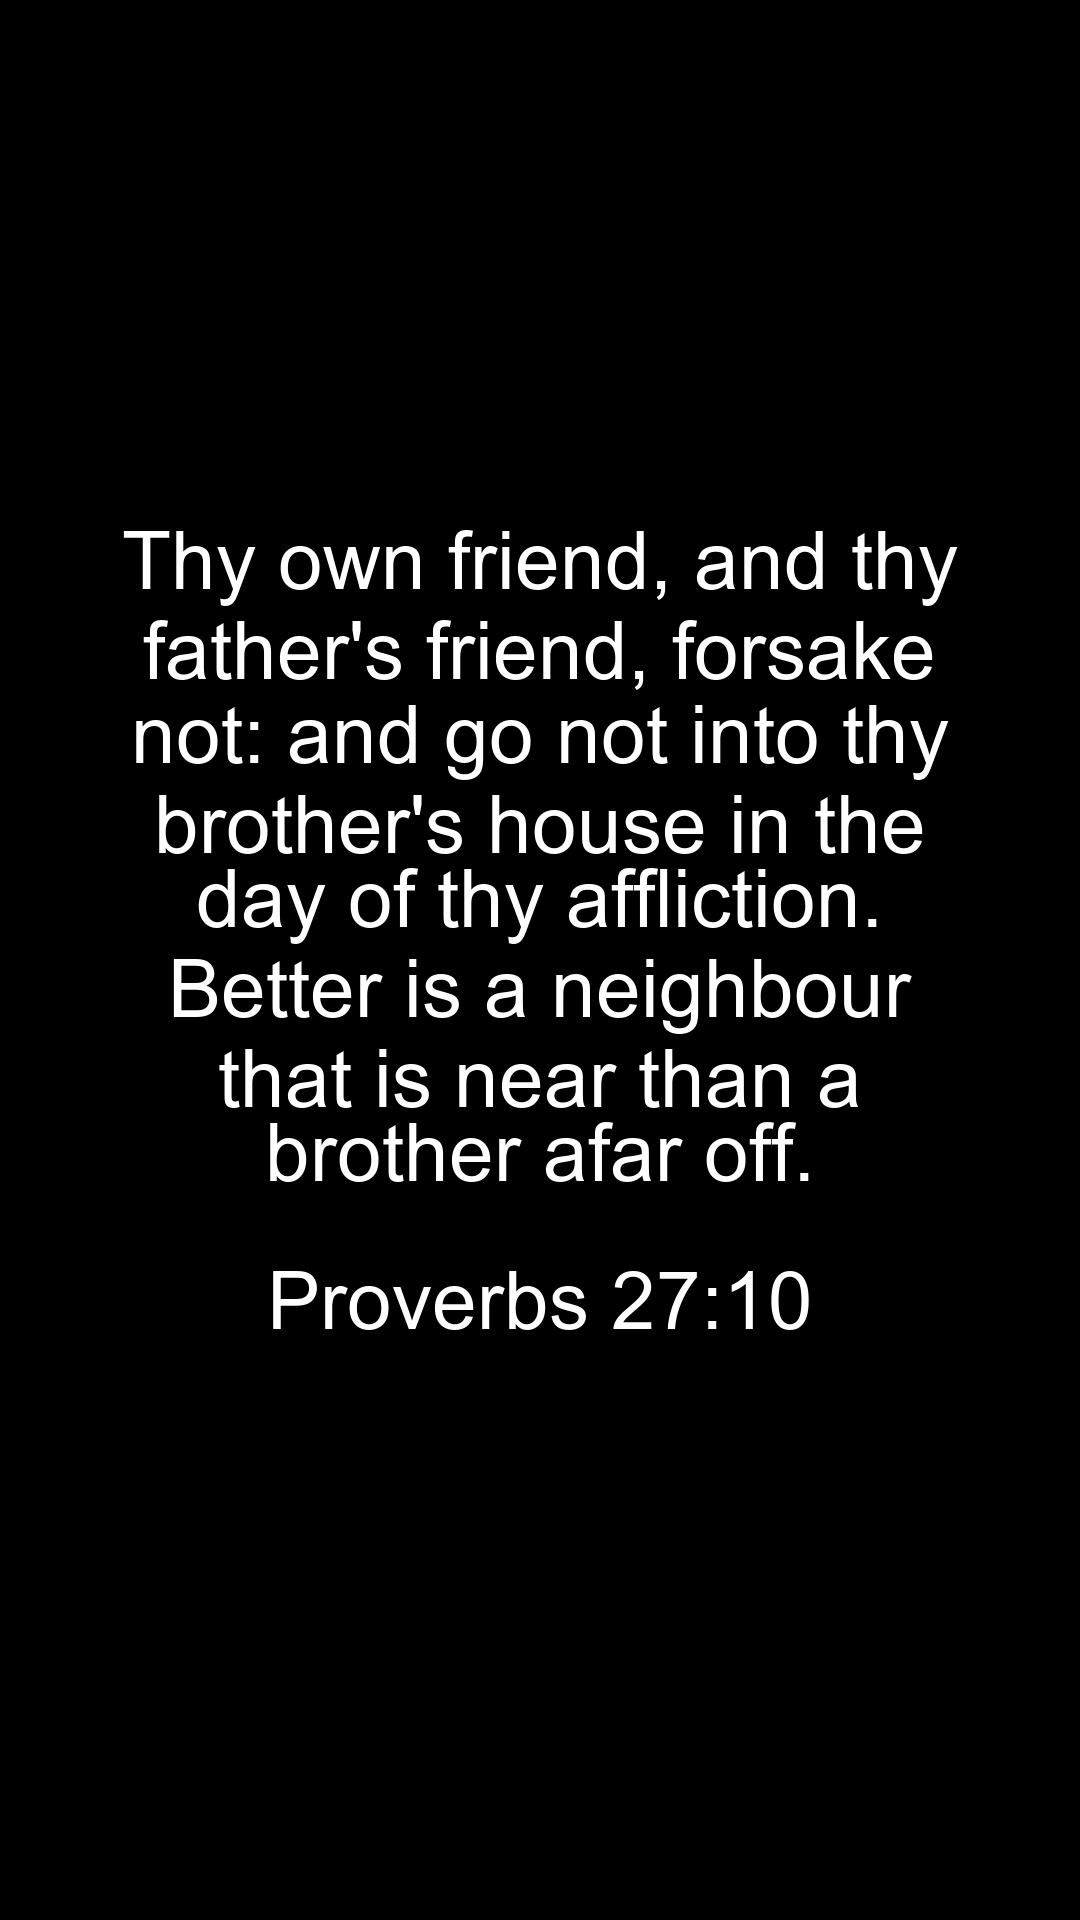 Thy own friend, and thy
father's friend, forsake
not: and go not into thy
brother's house in the
day of thy affliction.
Better is a neighbour
that is near than a
brother afar off.
Proverbs 27:10